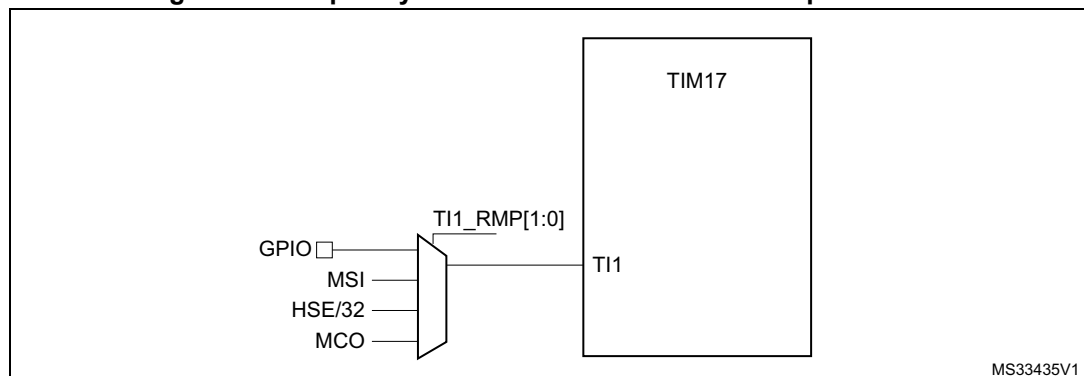 TIM17
TI1_RMP[1:0]
GPIO
TI1
MSI
HSE/32
MCO
MS33435V1